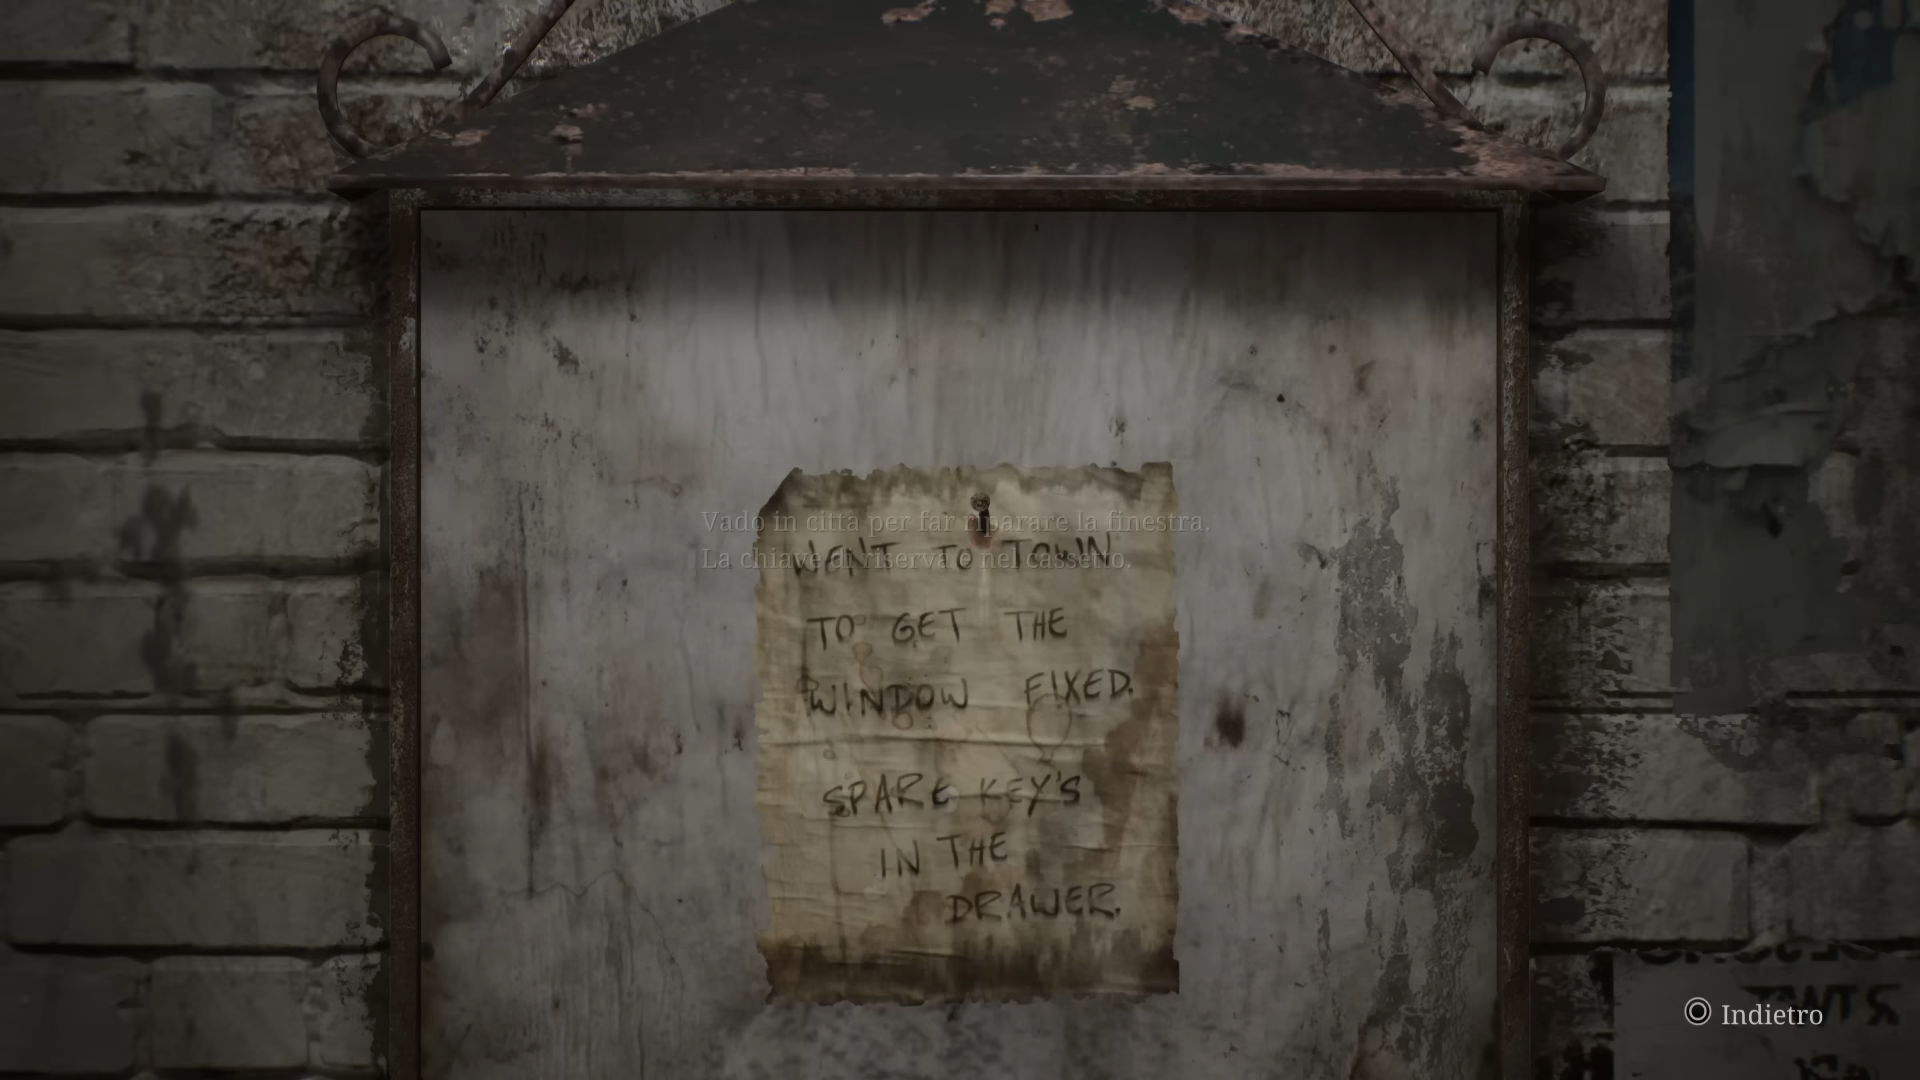 Vado in città per far riparare la finestra.
La chiave di riserva è nel cassetto.
WENT TO TOWN
TO GET THE
WINDOW FIXED.
SPARE KEY'S
IN THE
DRAWER.
Indietro